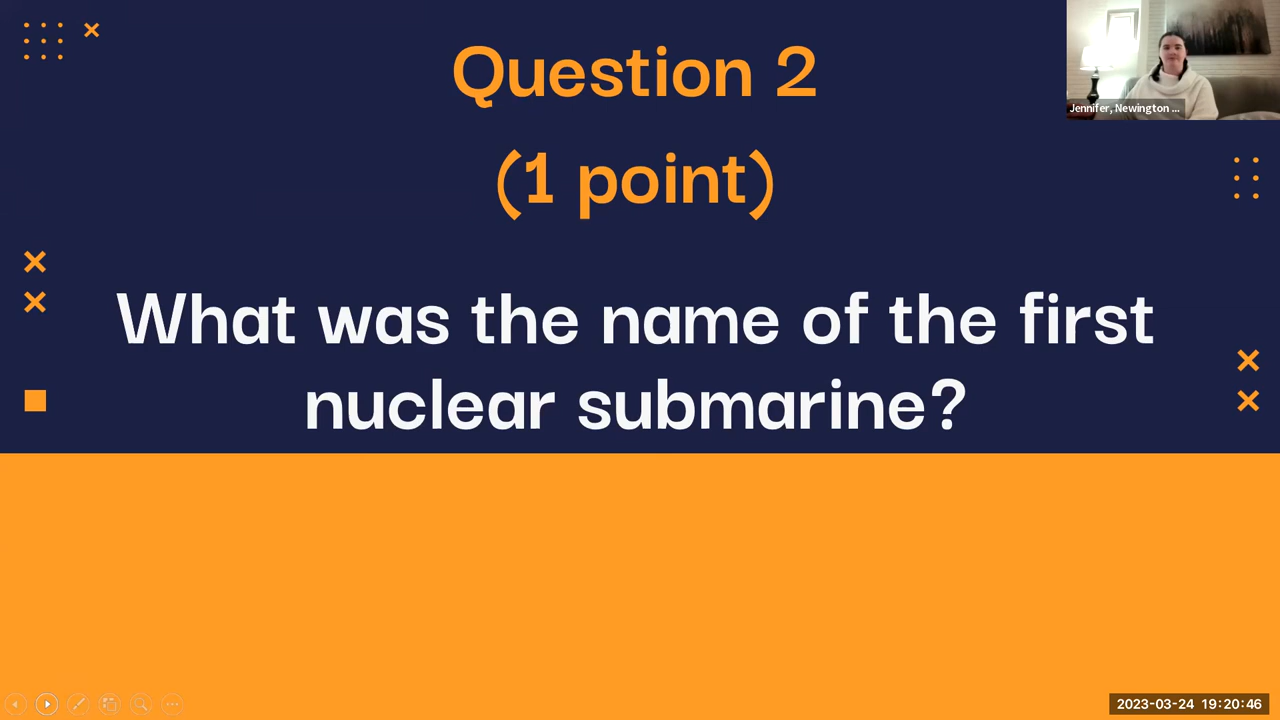 Question 2
(1 point)
What was the name of the first
nuclear submarine?
Jennifer, Newington ...
2023-03-24 19:20:46